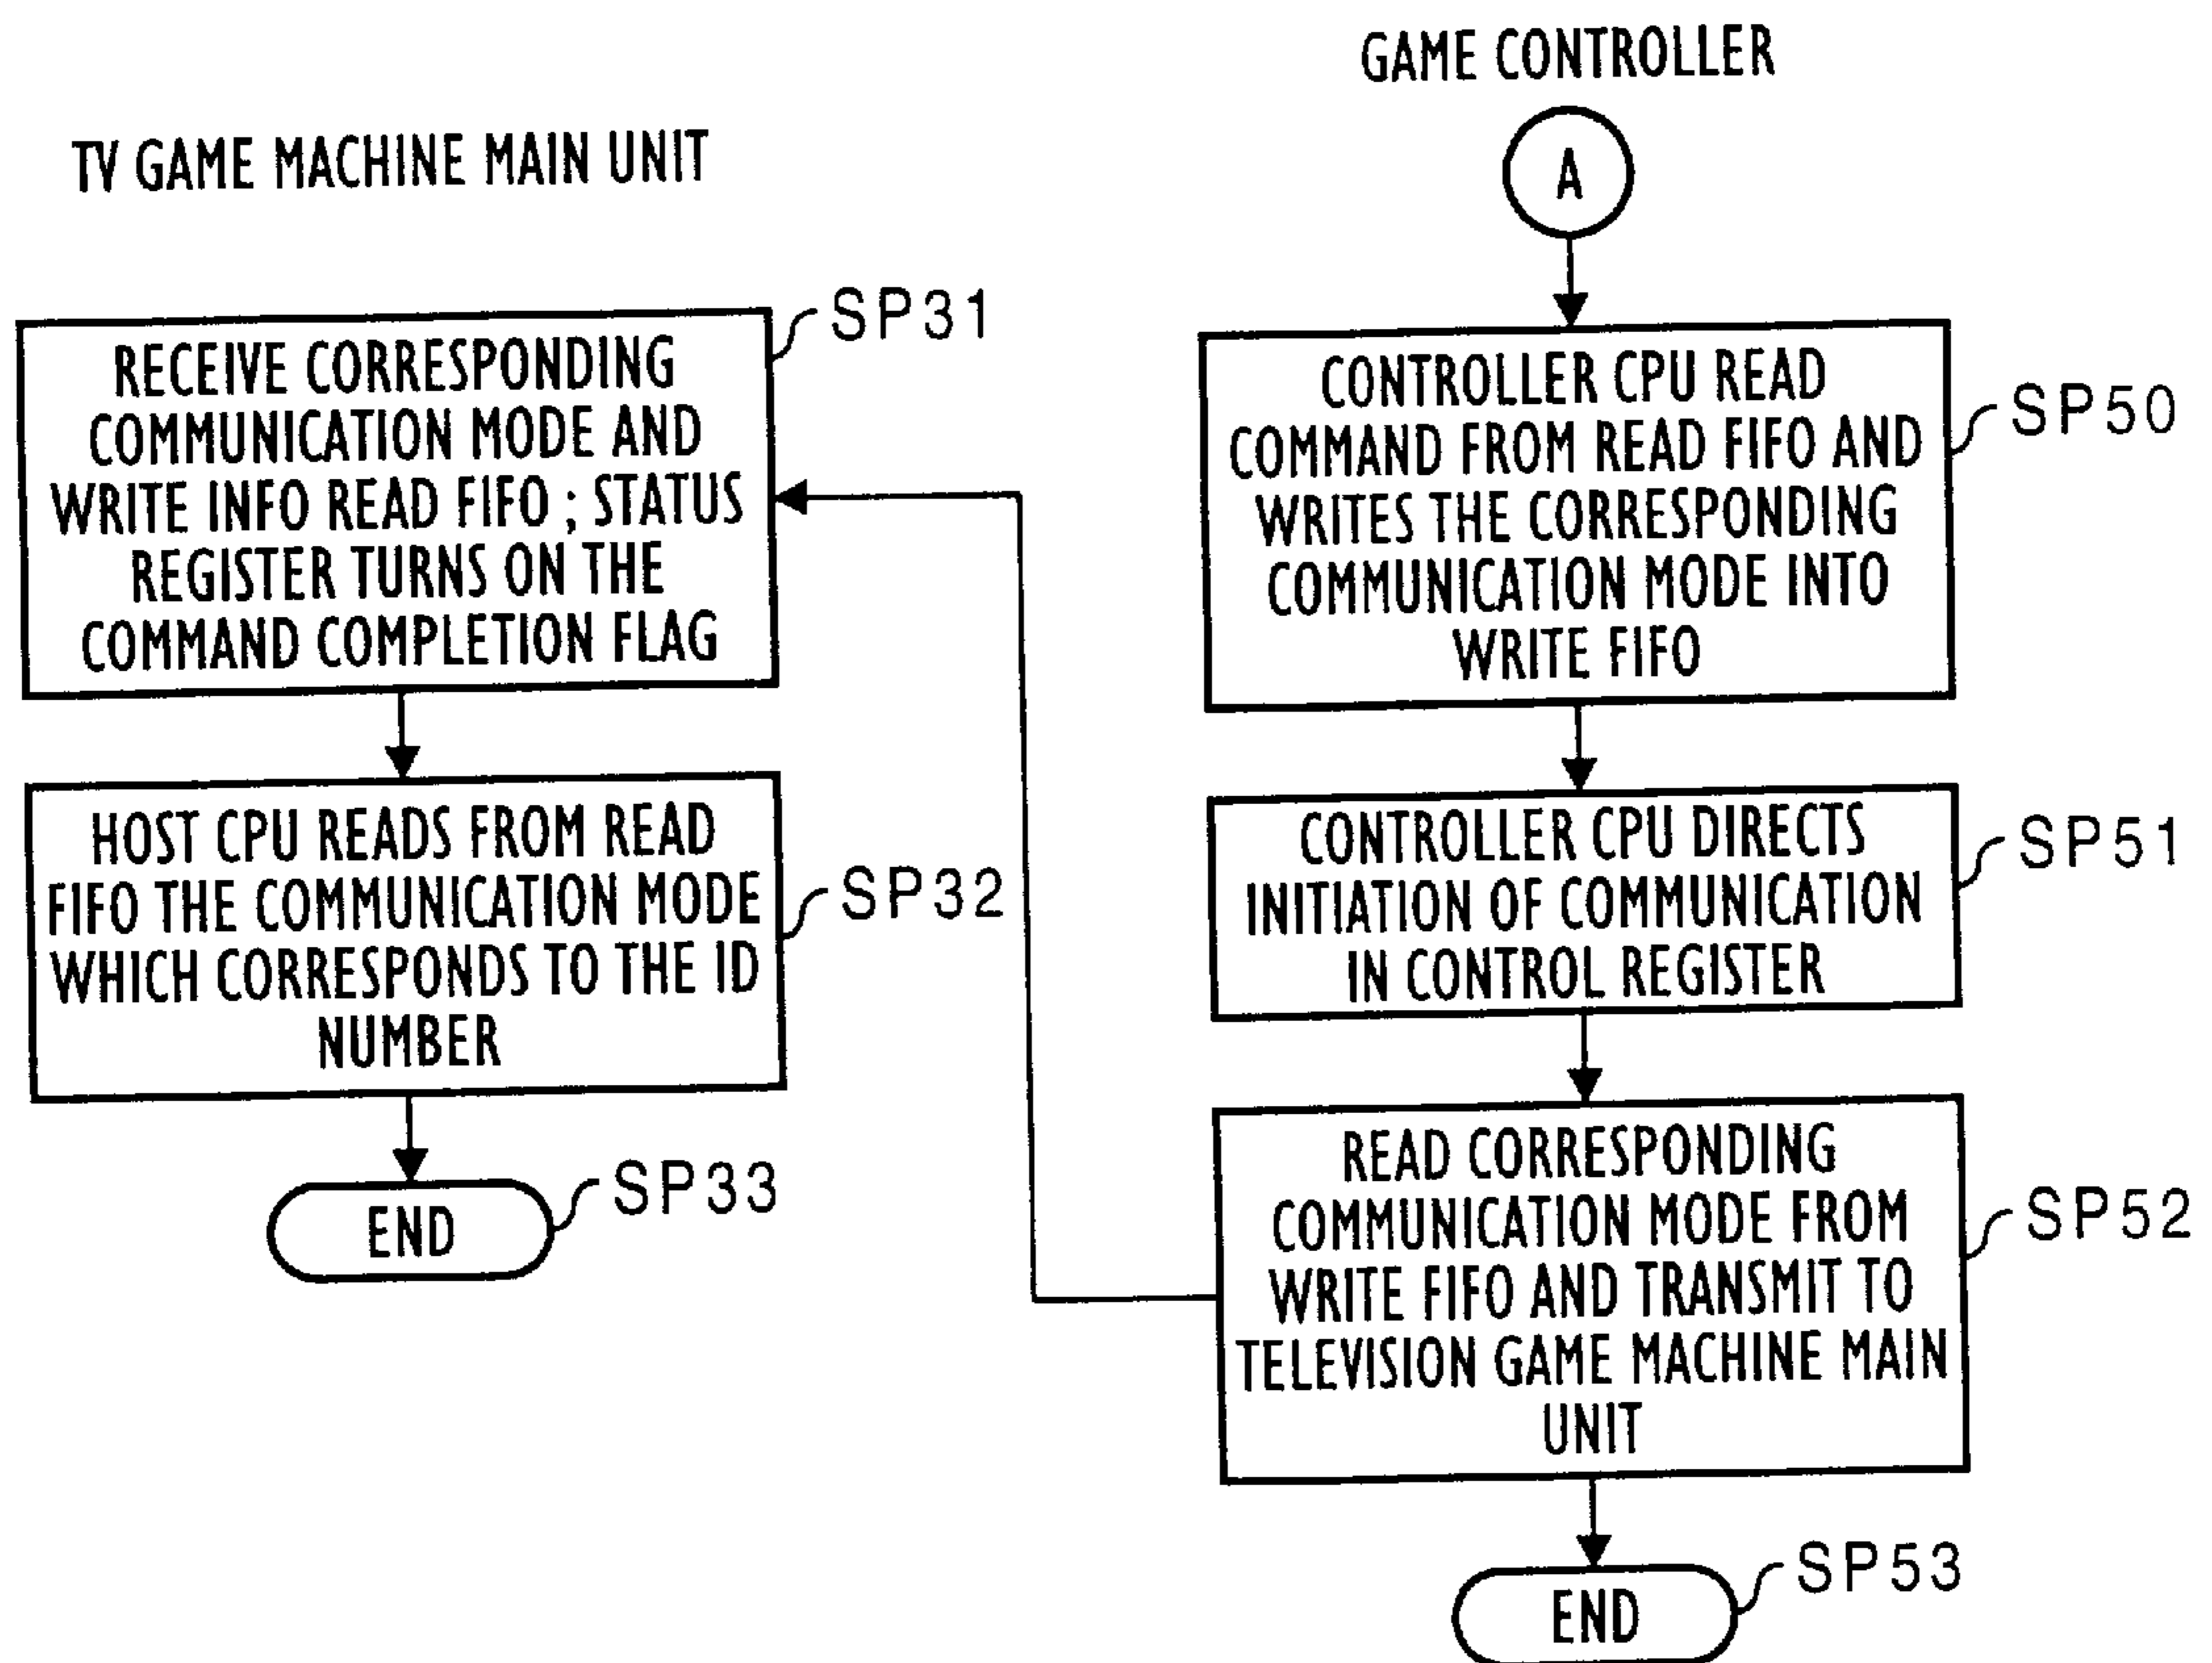 TV GAME MACHINE MAIN UNIT
SP31
RECEIVE CORRESPONDING
COMMUNICATION MODE AND
WRITE INFO READ FIFO ; STATUS
REGISTER TURNS ON THE
COMMAND COMPLETION FLAG
HOST CPU READS FROM READ
FIFO THE COMMUNICATION MODE
WHICH CORRESPONDS TO THE ID
NUMBER
SP32
END
SP33
GAME CONTROLLER
A
CONTROLLER CPU READ
COMMAND FROM READ FIFO AND
WRITES THE CORRESPONDING
COMMUNICATION MODE INTO
WRITE FIFO
SP50
CONTROLLER CPU DIRECTS
INITIATION OF COMMUNICATION
IN CONTROL REGISTER
SP51
READ CORRESPONDING
COMMUNICATION MODE FROM
WRITE FIFO AND TRANSMIT TO
TELEVISION GAME MACHINE MAIN
UNIT
SP52
END
SP53